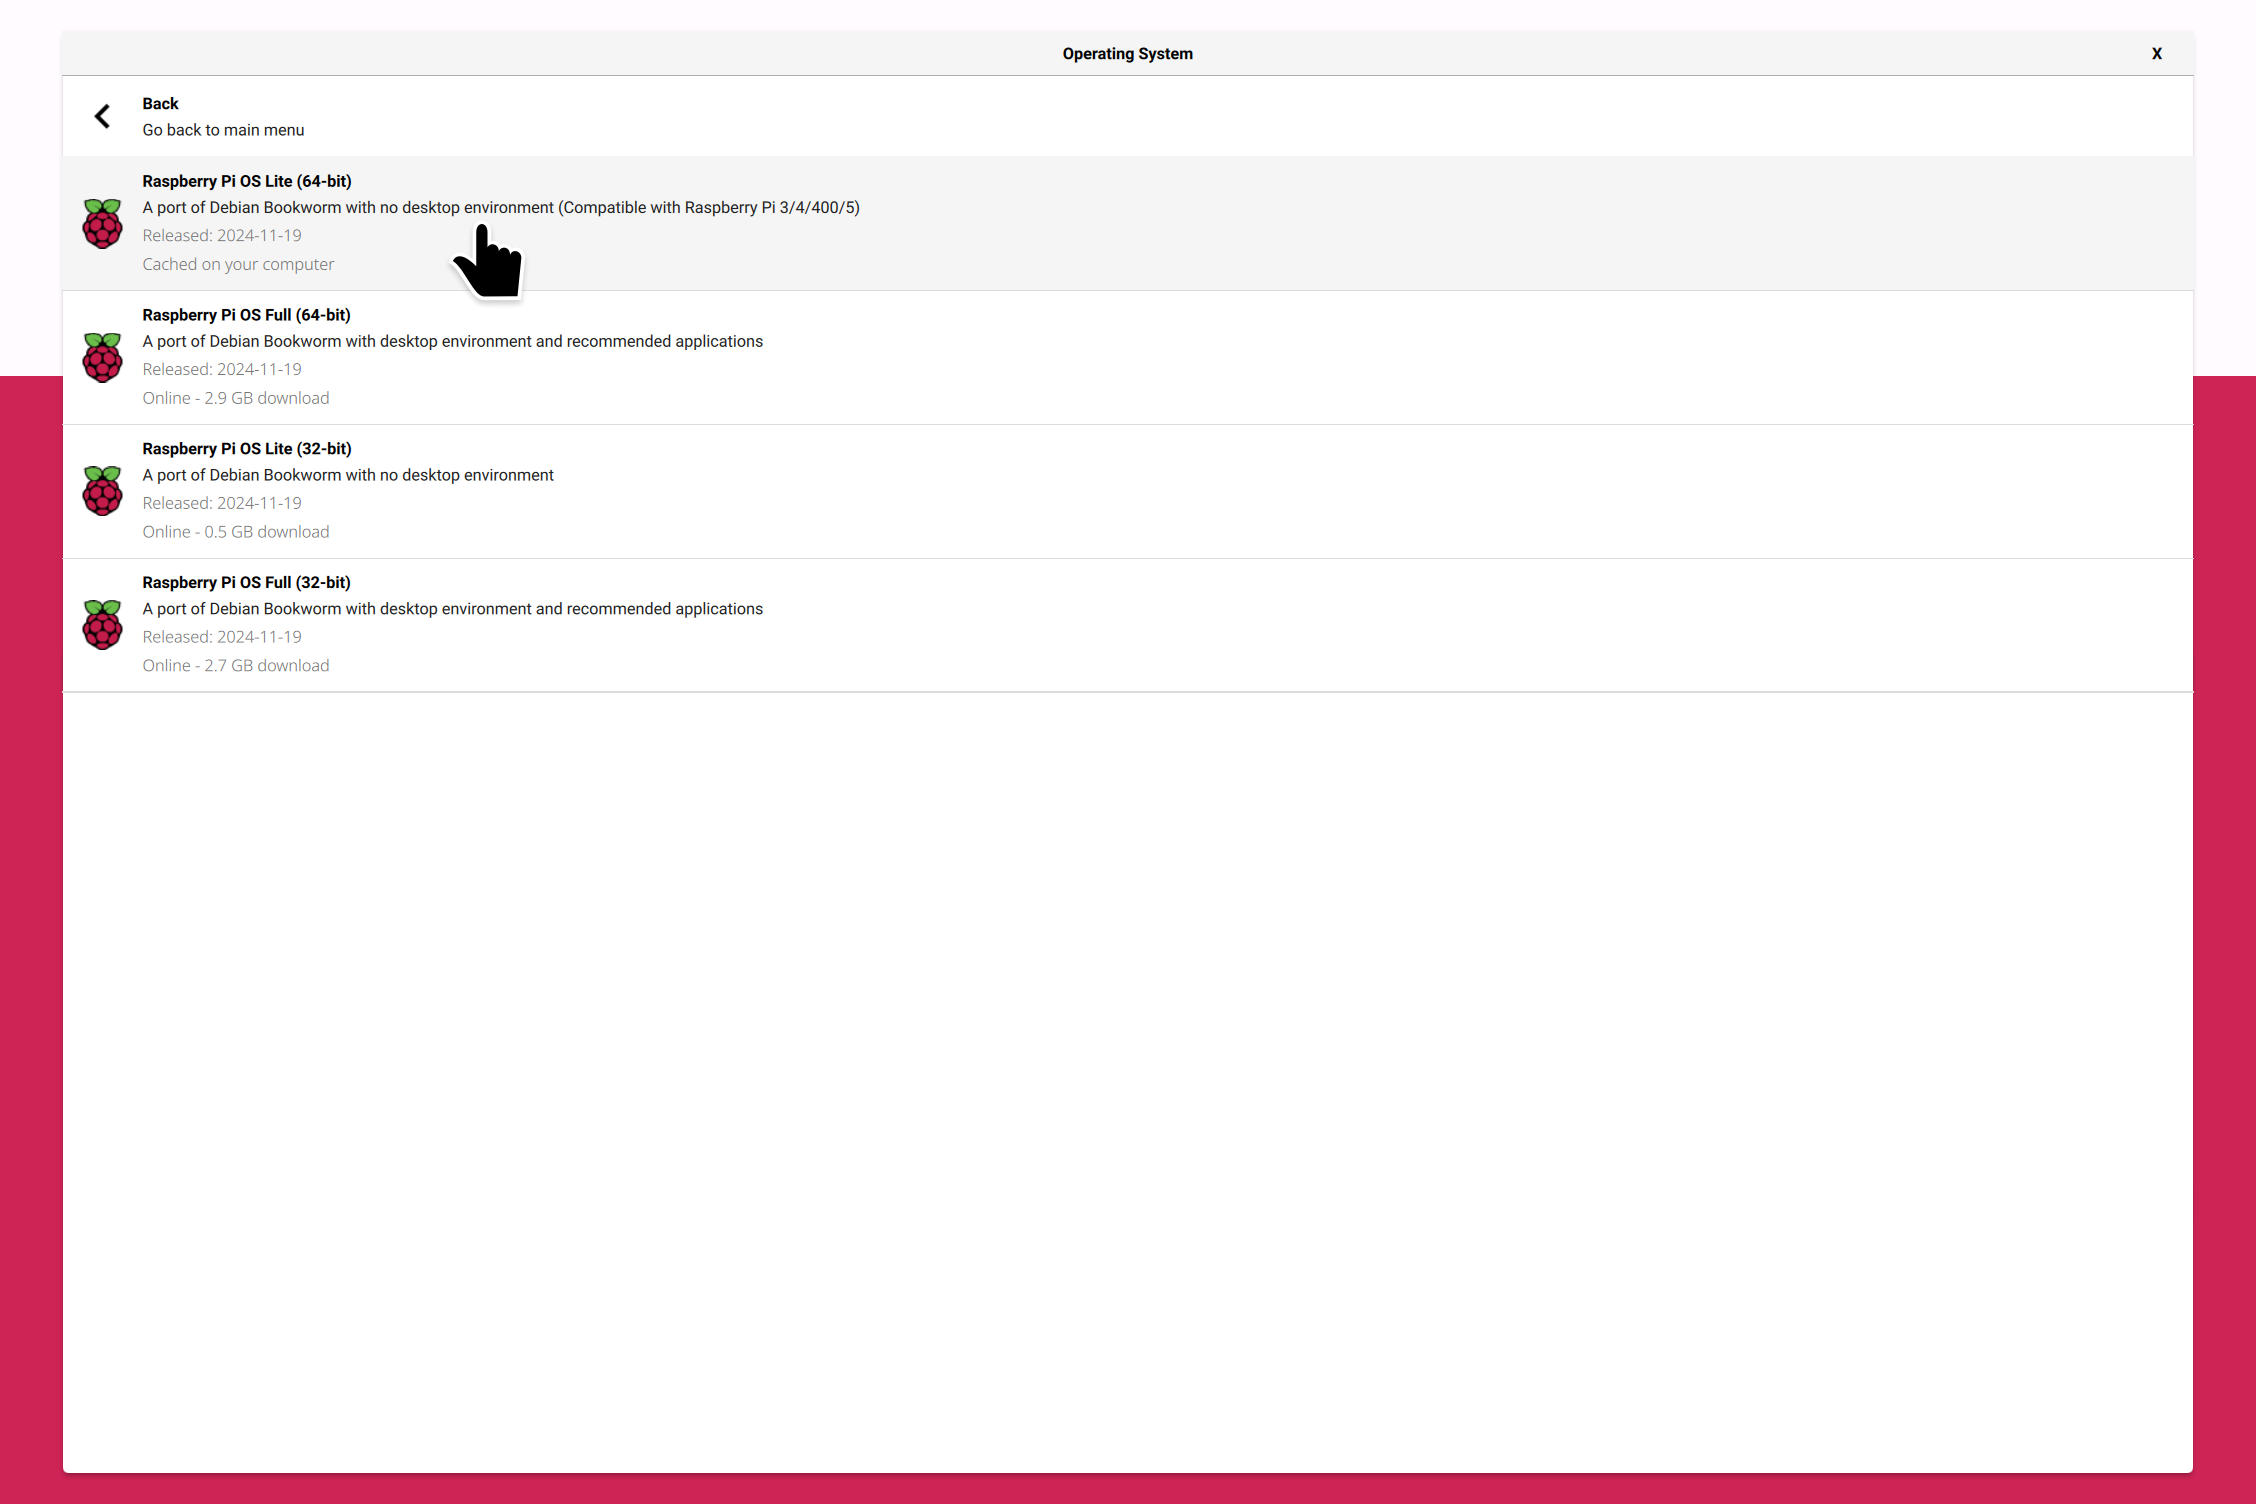 Operating System
X
Back
Go back to main menu
Raspberry Pi OS Lite (64-bit)
A port of Debian Bookworm with no desktop environment (Compatible with Raspberry Pi 3/4/400/5)
Released: 2024-11-19
Cached on your computer
Raspberry Pi OS Full (64-bit)
A port of Debian Bookworm with desktop environment and recommended applications
Released: 2024-11-19
Online - 2.9 GB download
Raspberry Pi OS Lite (32-bit)
A port of Debian Bookworm with no desktop environment
Released: 2024-11-19
Online - 0.5 GB download
Raspberry Pi OS Full (32-bit)
A port of Debian Bookworm with desktop environment and recommended applications
Released: 2024-11-19
Online - 2.7 GB download